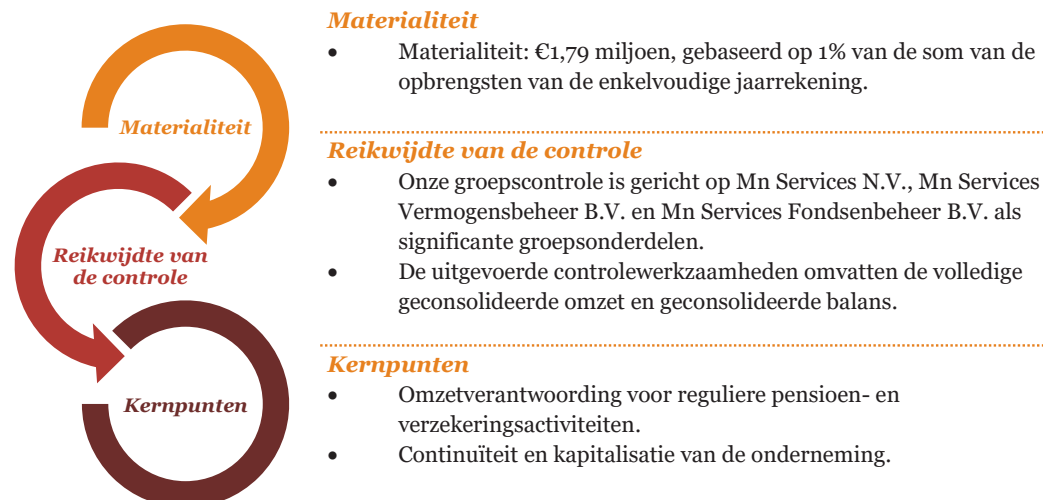 Materialiteit
Reikwijdte van
de controle
Kernpunten
Materialiteit
• Materialiteit: €1,79 miljoen, gebaseerd op 1% van de som van de
opbrengsten van de enkelvoudige jaarrekening.
Reikwijdte van de controle
• Onze groepscontrole is gericht op Mn Services N.V., Mn Services
Vermogensbeheer B.V. en Mn Services Fondsenbeheer B.V. als
significante groepsonderdelen.
• De uitgevoerde controlewerkzaamheden omvatten de volledige
geconsolideerde omzet en geconsolideerde balans.
Kernpunten
• Omzetverantwoording voor reguliere pensioen- en
verzekeringsactiviteiten.
• Continuïteit en kapitalisatie van de onderneming.